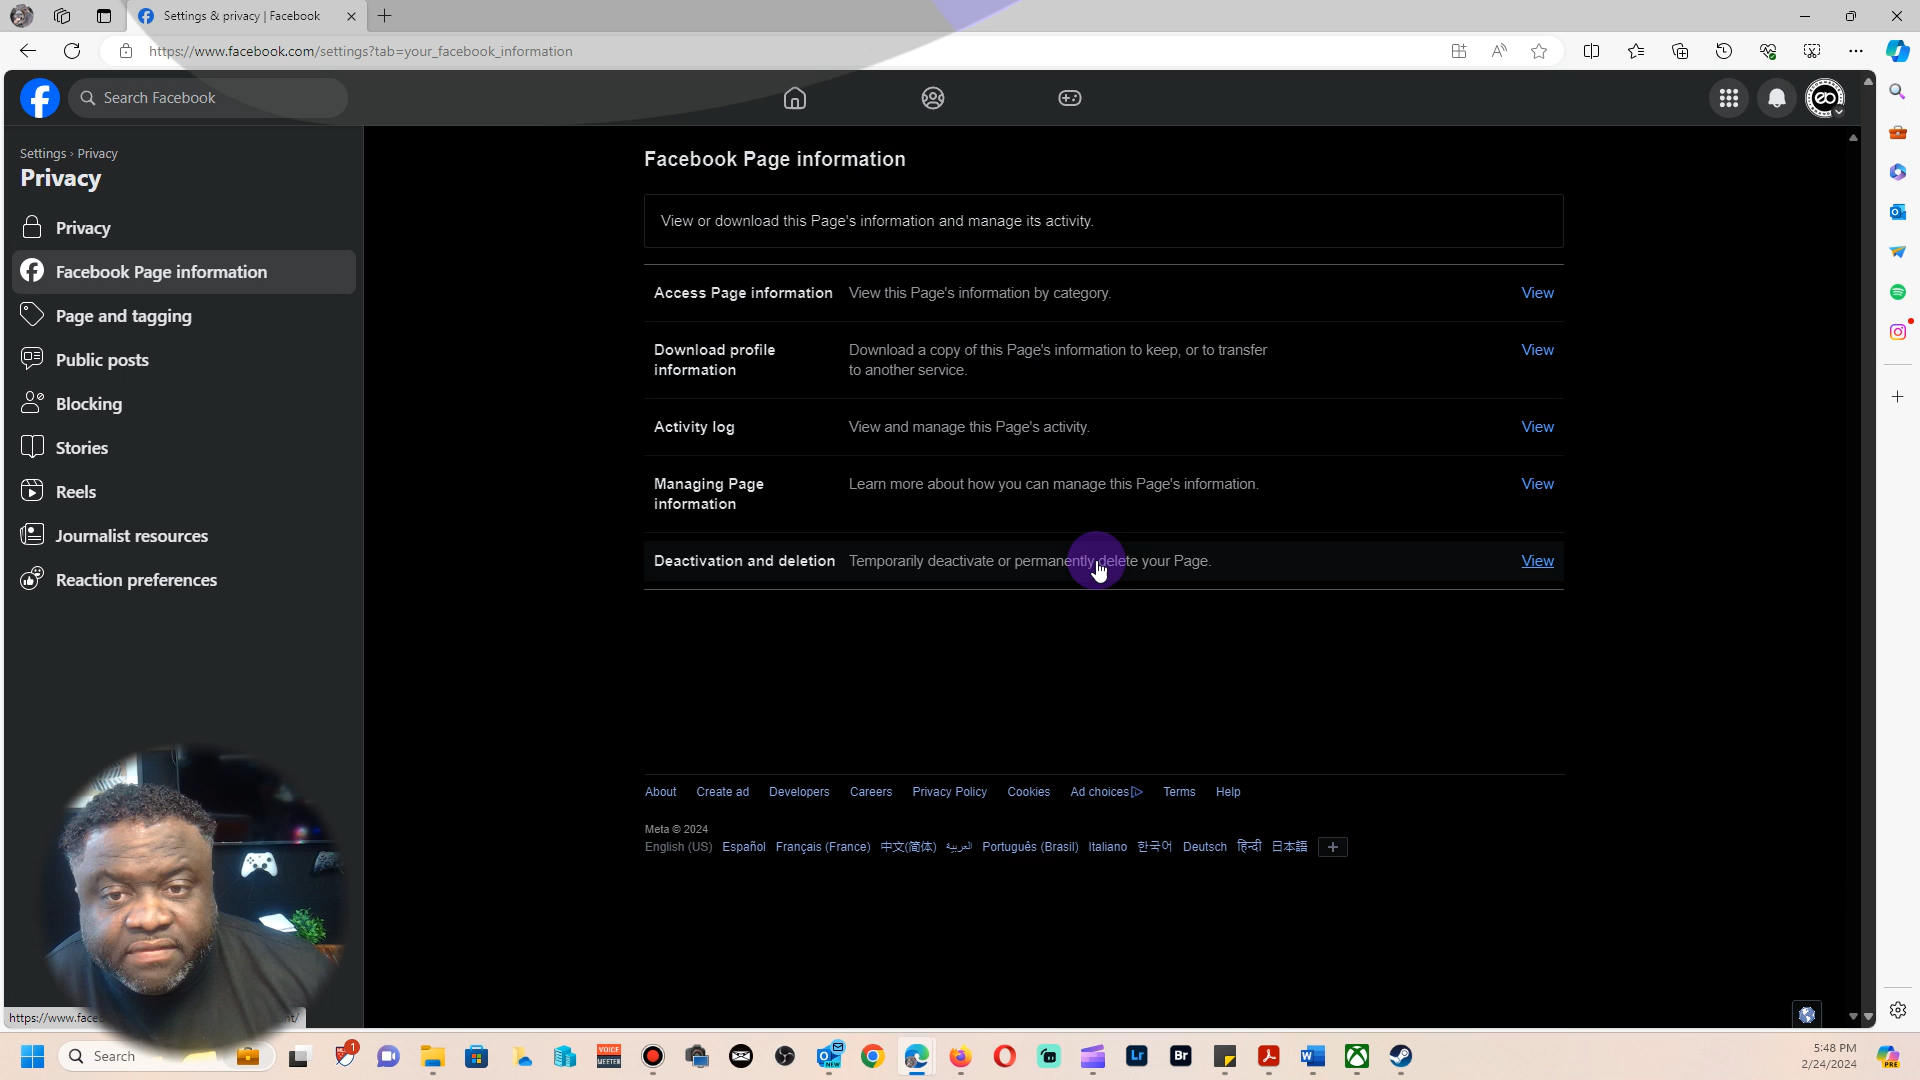 Settings & privacy | Facebook
https://www.facebook.com/settings?tab=your_facebook_information
Search Facebook
Settings › Privacy
Privacy
Privacy
Facebook Page information
Page and tagging
Public posts
Blocking
Stories
Reels
Journalist resources
Reaction preferences
Facebook Page information
View or download this Page's information and manage its activity.
Access Page information View this Page's information by category. View
Download profile information Download a copy of this Page's information to keep, or to transfer to another service. View
Activity log View and manage this Page's activity. View
Managing Page information Learn more about how you can manage this Page's information. View
Deactivation and deletion Temporarily deactivate or permanently delete your Page. View
About Create ad Developers Careers Privacy Policy Cookies Ad choices Terms Help
Meta © 2024
English (US) Español Français (France) 中文(简体) العربية Português (Brasil) Italiano 한국어 Deutsch हिन्दी 日本語
https://www.face
Search
VOICE
MEETER
1
NEW
Lr
Br
PRE
5:48 PM
2/24/2024